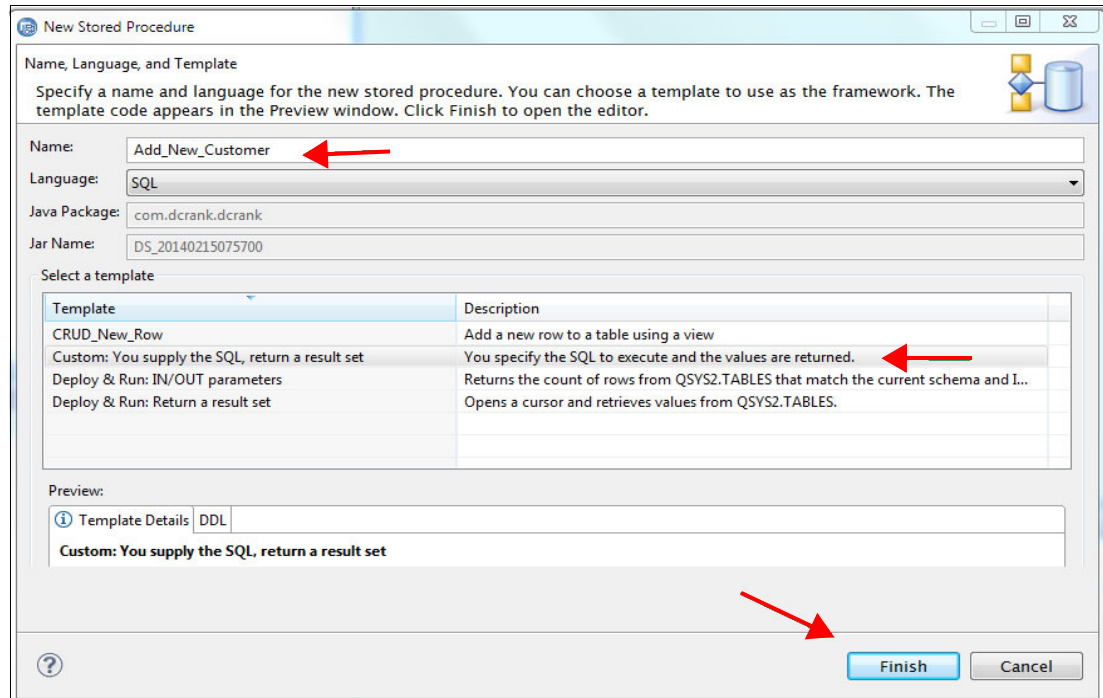 New Stored Procedure
Name, Language, and Template
Specify a name and language for the new stored procedure. You can choose a template to use as the framework. The
template code appears in the Preview window. Click Finish to open the editor.
Name: Add_New_Customer
Language: SQL
Java Package: com.dcrank.dcrank
Jar Name: DS_20140215075700
Select a template
Template Description
CRUD_New_Row Add a new row to a table using a view
Custom: You supply the SQL, return a result set You specify the SQL to execute and the values are returned.
Deploy & Run: IN/OUT parameters Returns the count of rows from QSYS2.TABLES that match the current schema and I...
Deploy & Run: Return a result set Opens a cursor and retrieves values from QSYS2.TABLES.
Preview:
Template Details DDL
Custom: You supply the SQL, return a result set
Finish Cancel